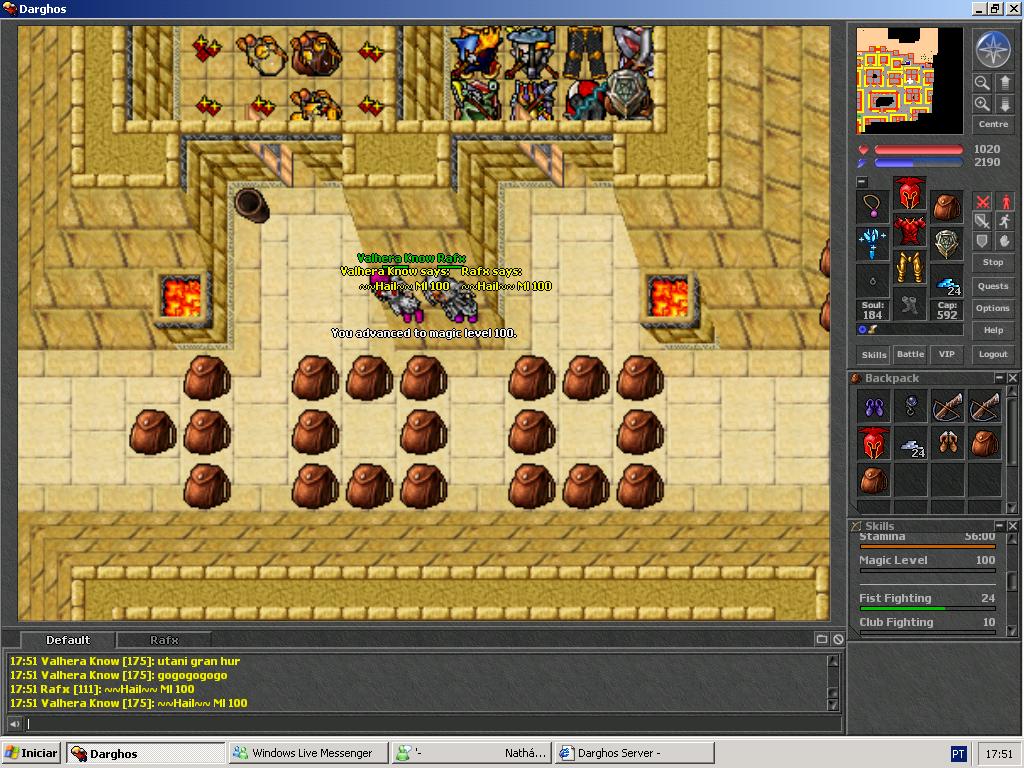 Darghos
Centre
1020
2190
Valhera Know Rafx
Valhera Know says: Rafx says:
~~Hail~~ Ml 100 ~~Hail~~ Ml 100
You advanced to magic level 100.
24
Stop
Quests
Soul: 184
Cap: 592
Options
Help
Skills Battle VIP Logout
Backpack
24
Skills
Stamina 56:00
Magic Level 100
Fist Fighting 24
Club Fighting 10
Default Rafx
17:51 Valhera Know [175]: utani gran hur
17:51 Valhera Know [175]: gogogogogo
17:51 Rafx [111]: ~~Hail~~ Ml 100
17:51 Valhera Know [175]: ~~Hail~~ Ml 100
Iniciar Darghos Windows Live Messenger '- Nathá... Darghos Server - PT 17:51